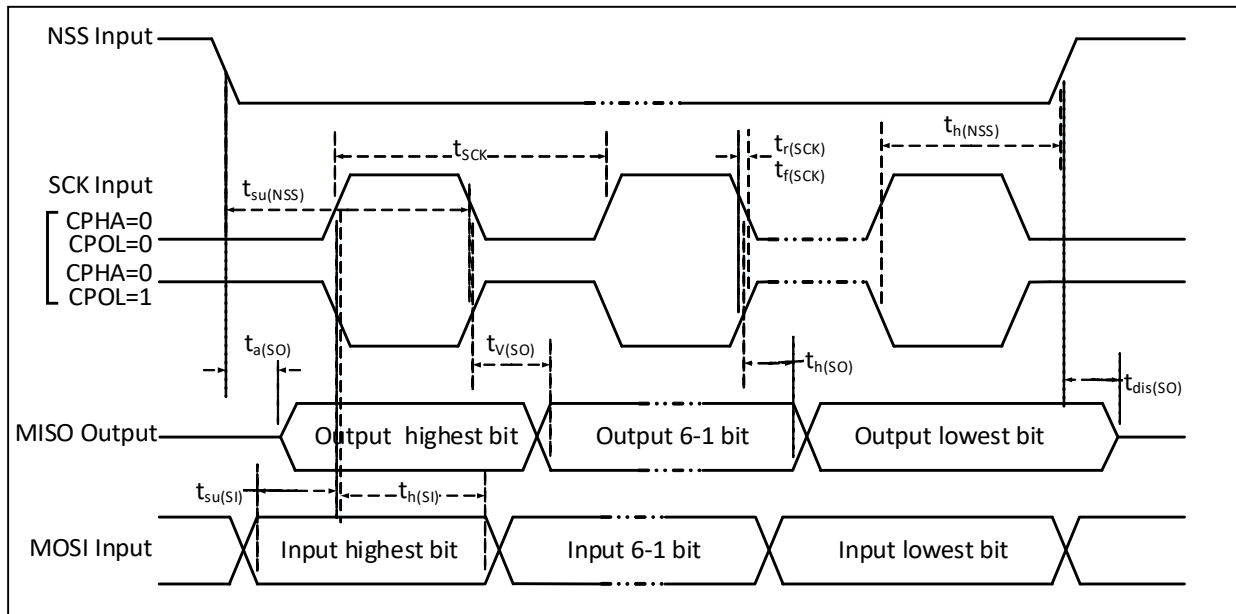 NSS Input
t_SCK
t_r(SCK)
t_f(SCK)
t_h(NSS)
SCK Input
t_su(NSS)
CPHA=0
CPOL=0
CPHA=0
CPOL=1
t_a(SO)
t_V(SO)
t_h(SO)
t_dis(SO)
MISO Output
Output highest bit
Output 6-1 bit
Output lowest bit
t_su(SI)
t_h(SI)
MOSI Input
Input highest bit
Input 6-1 bit
Input lowest bit